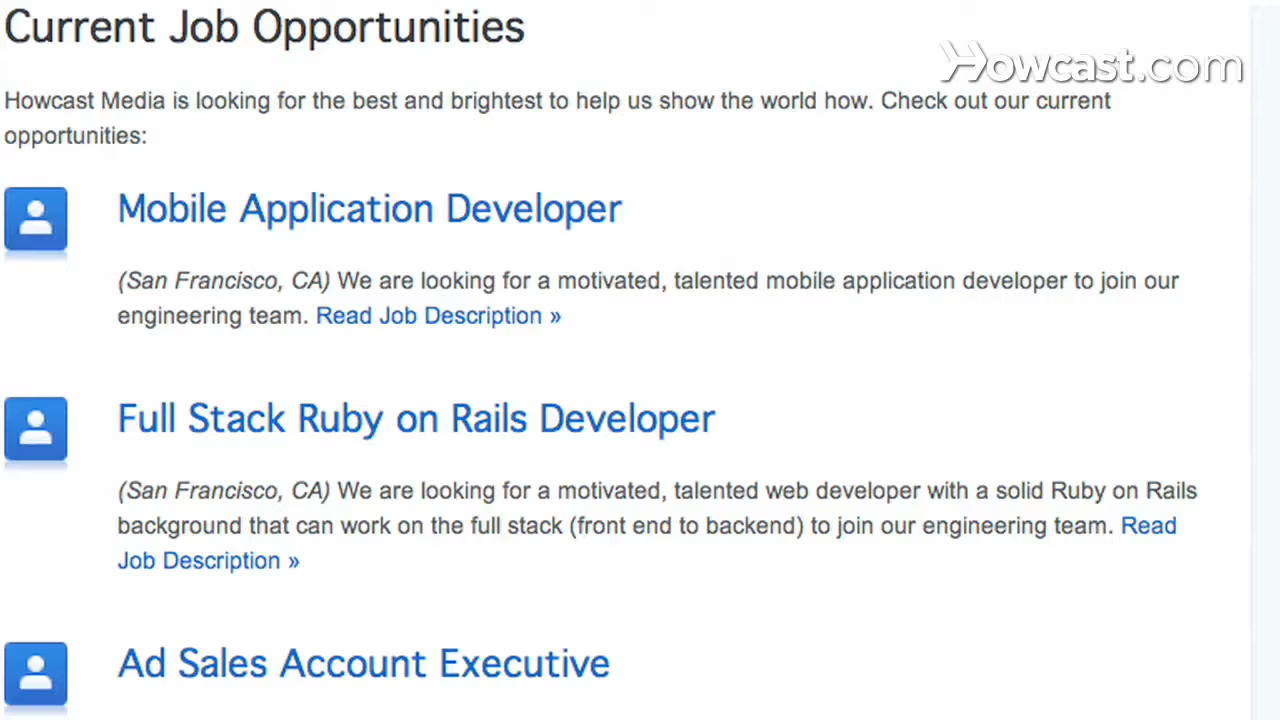 Current Job Opportunities
Howcast.com
Howcast Media is looking for the best and brightest to help us show the world how. Check out our current
opportunities:
Mobile Application Developer
(San Francisco, CA) We are looking for a motivated, talented mobile application developer to join our
engineering team. Read Job Description »
Full Stack Ruby on Rails Developer
(San Francisco, CA) We are looking for a motivated, talented web developer with a solid Ruby on Rails
background that can work on the full stack (front end to backend) to join our engineering team. Read
Job Description »
Ad Sales Account Executive